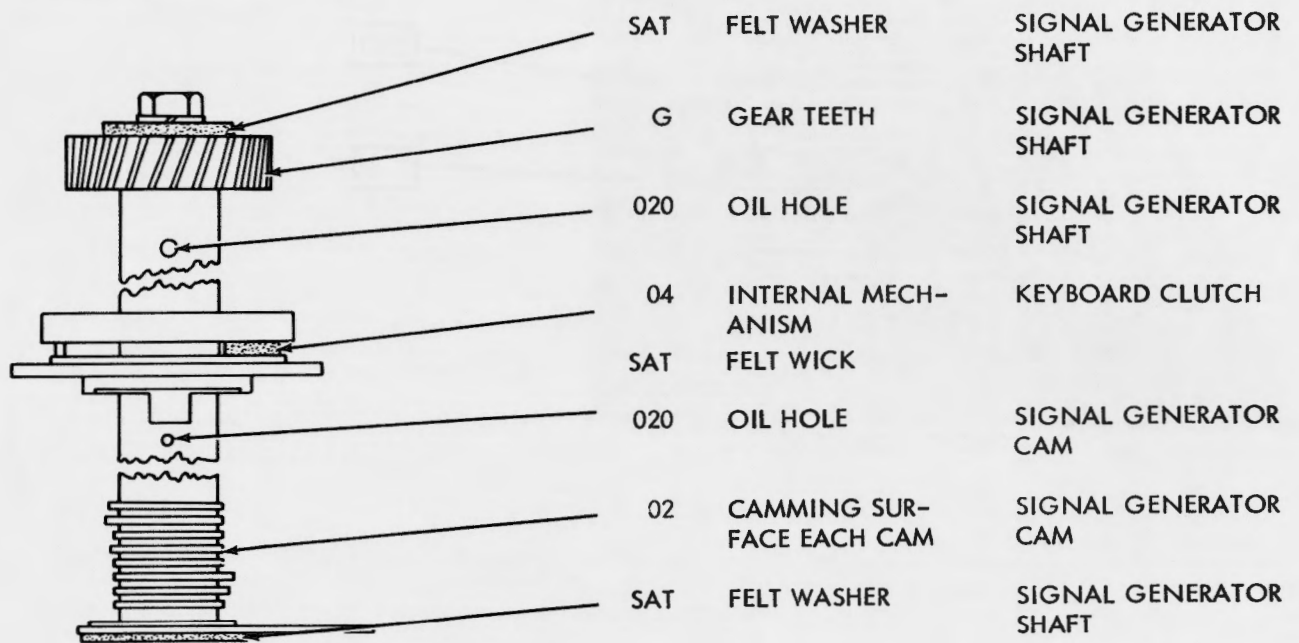 SAT FELT WASHER SIGNAL GENERATOR
SHAFT
G GEAR TEETH SIGNAL GENERATOR
SHAFT
020 OIL HOLE SIGNAL GENERATOR
SHAFT
04 INTERNAL MECH- KEYBOARD CLUTCH
ANISM
SAT FELT WICK
020 OIL HOLE SIGNAL GENERATOR
CAM
02 CAMMING SUR- SIGNAL GENERATOR
FACE EACH CAM CAM
SAT FELT WASHER SIGNAL GENERATOR
SHAFT